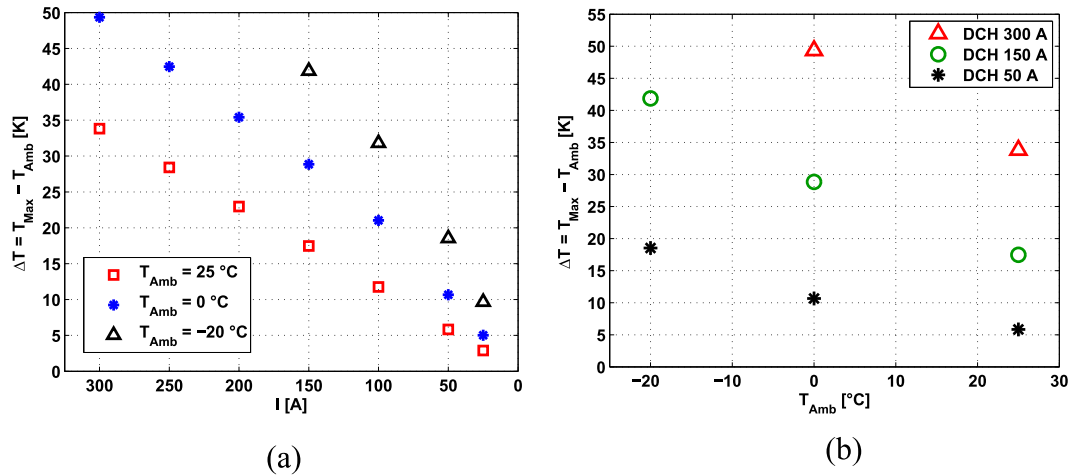 50
45
40
35
30
25
20
15
10
5
0
ΔT = T_Max − T_Amb [K]
T_Amb = 25 °C
T_Amb = 0 °C
T_Amb = −20 °C
300 250 200 150 100 50 0
I [A]
(a)
55
50
45
40
35
30
25
20
15
10
5
0
ΔT = T_Max − T_Amb [K]
DCH 300 A
DCH 150 A
DCH 50 A
−20 −10 0 10 20 30
T_Amb [°C]
(b)